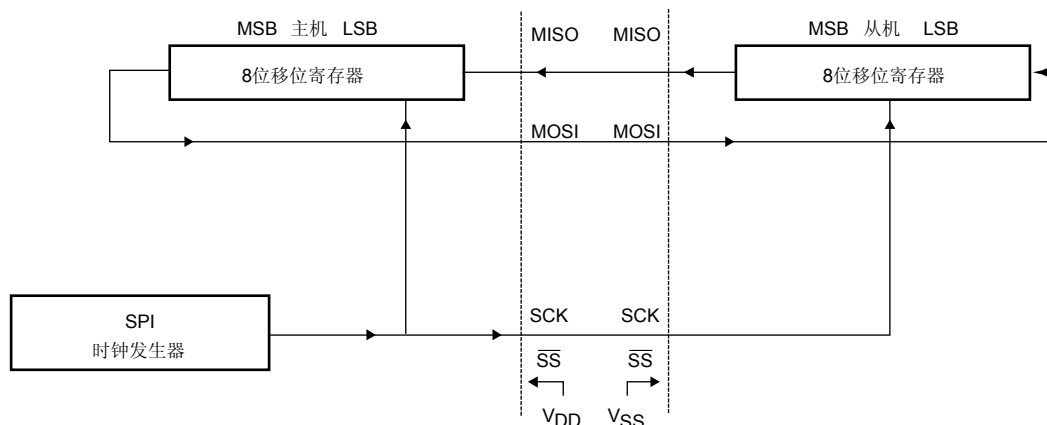 MSB 主机 LSB
MISO MISO
MSB 从机 LSB
8位移位寄存器
8位移位寄存器
MOSI MOSI
SPI
时钟发生器
SCK SCK
SS SS
VDD VSS